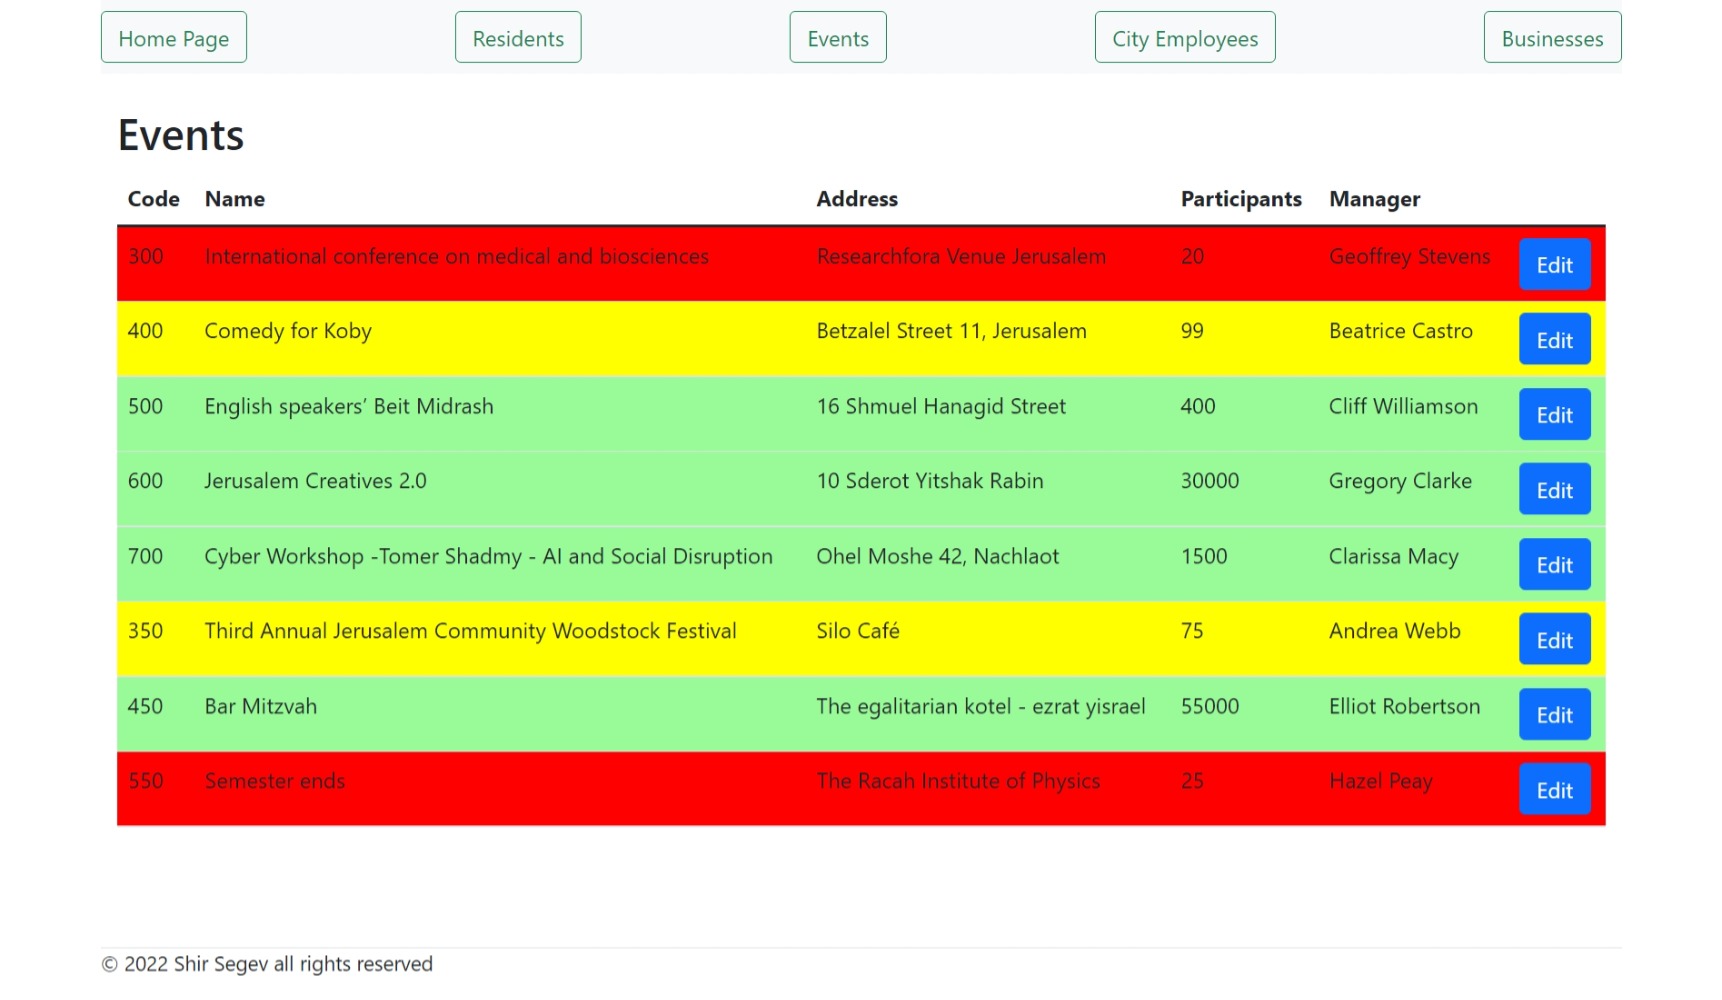 Home Page Residents Events City Employees Businesses
Events
Code Name Address Participants Manager
300 International conference on medical and biosciences Researchfora Venue Jerusalem 20 Geoffrey Stevens Edit
400 Comedy for Koby Betzalel Street 11, Jerusalem 99 Beatrice Castro Edit
500 English speakers’ Beit Midrash 16 Shmuel Hanagid Street 400 Cliff Williamson Edit
600 Jerusalem Creatives 2.0 10 Sderot Yitshak Rabin 30000 Gregory Clarke Edit
700 Cyber Workshop -Tomer Shadmy - AI and Social Disruption Ohel Moshe 42, Nachlaot 1500 Clarissa Macy Edit
350 Third Annual Jerusalem Community Woodstock Festival Silo Café 75 Andrea Webb Edit
450 Bar Mitzvah The egalitarian kotel - ezrat yisrael 55000 Elliot Robertson Edit
550 Semester ends The Racah Institute of Physics 25 Hazel Peay Edit
© 2022 Shir Segev all rights reserved